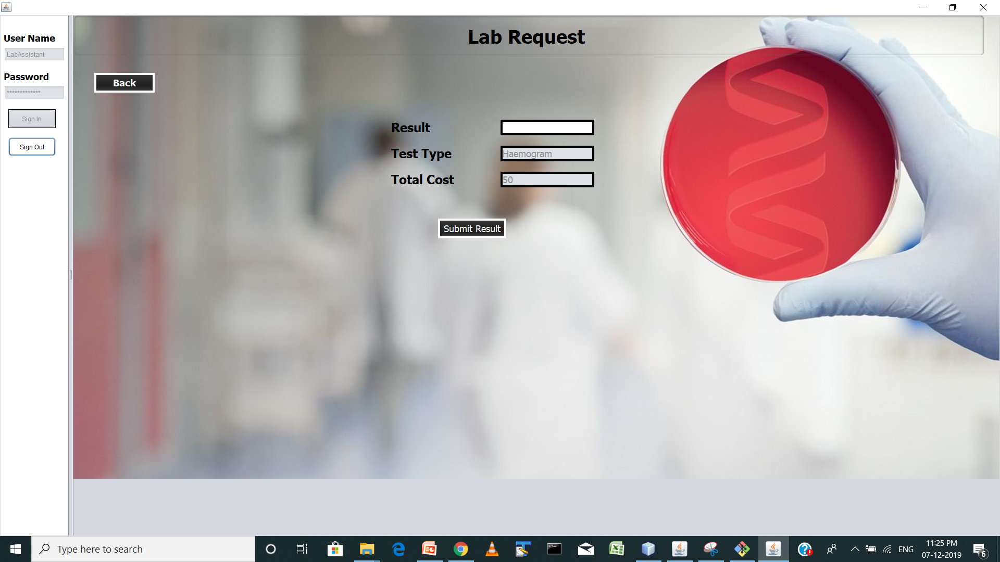 Lab Request
User Name
LabAssistant
Password
*************
Sign In
Sign Out
Back
Result
Test Type
Haemogram
Total Cost
50
Submit Result
Type here to search
ENG
11:25 PM
07-12-2019
6